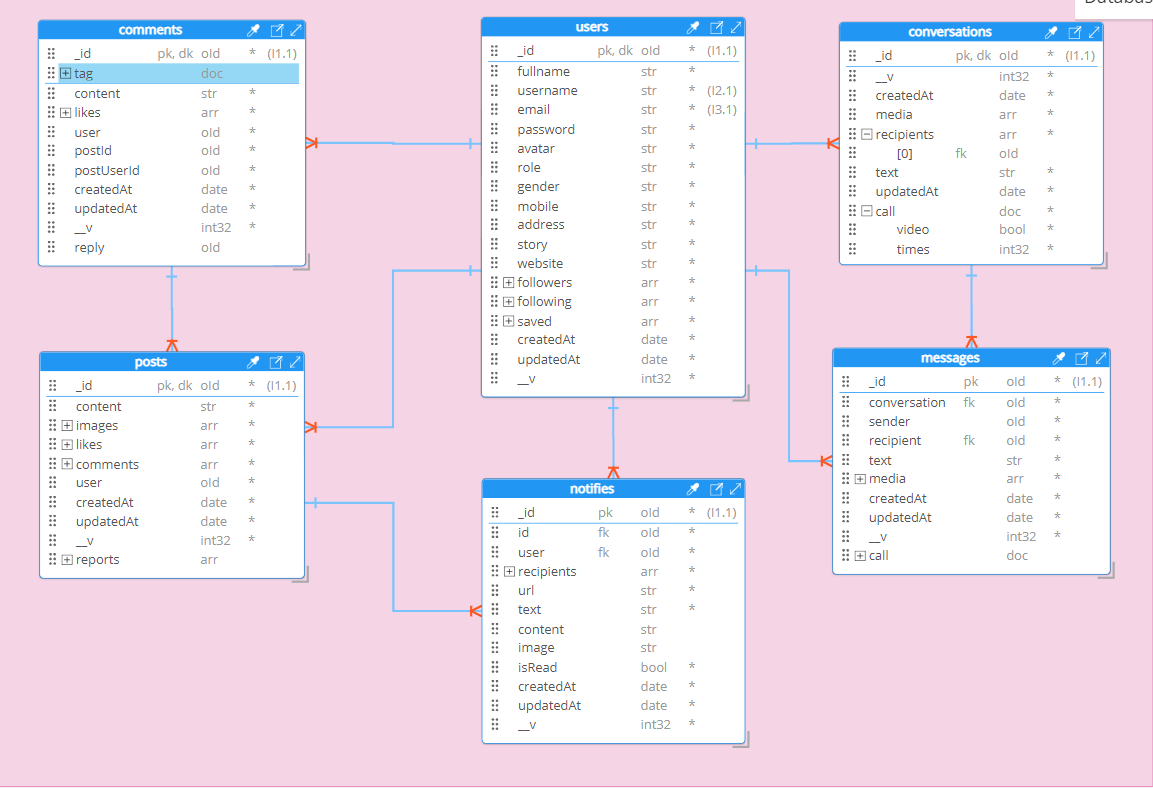 Databas
comments
_id pk, dk oId * (I1.1)
tag doc
content str *
likes arr *
user oId *
postId oId *
postUserId oId *
createdAt date *
updatedAt date *
__v int32 *
reply oId
users
_id pk, dk oId * (I1.1)
fullname str *
username str * (I2.1)
email str * (I3.1)
password str *
avatar str *
role str *
gender str *
mobile str *
address str *
story str *
website str *
followers arr *
following arr *
saved arr *
createdAt date *
updatedAt date *
__v int32 *
conversations
_id pk, dk oId * (I1.1)
__v int32 *
createdAt date *
media arr *
recipients arr *
[0] fk oId
text str *
updatedAt date *
call doc *
video bool *
times int32 *
posts
_id pk, dk oId * (I1.1)
content str *
images arr *
likes arr *
comments arr *
user oId *
createdAt date *
updatedAt date *
__v int32 *
reports arr
notifies
_id pk oId * (I1.1)
id fk oId *
user fk oId *
recipients arr *
url str *
text str *
content str
image str
isRead bool *
createdAt date *
updatedAt date *
__v int32 *
messages
_id pk oId * (I1.1)
conversation fk oId *
sender oId *
recipient fk oId *
text str *
media arr *
createdAt date *
updatedAt date *
__v int32 *
call doc